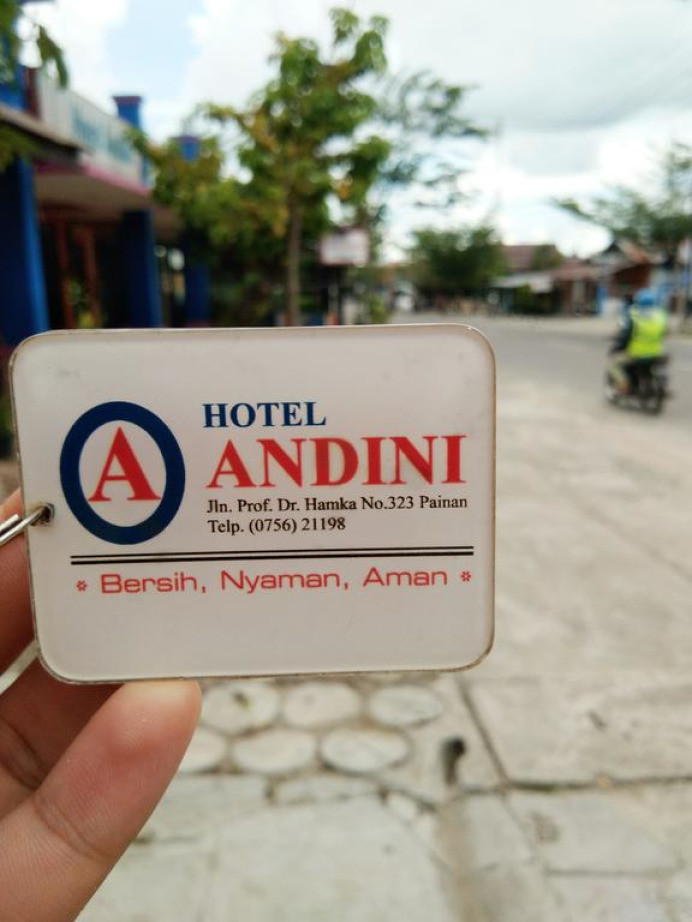 A
HOTEL
ANDINI
Jln. Prof. Dr. Hamka No.323 Painan
Telp. (0756) 21198
* Bersih, Nyaman, Aman *